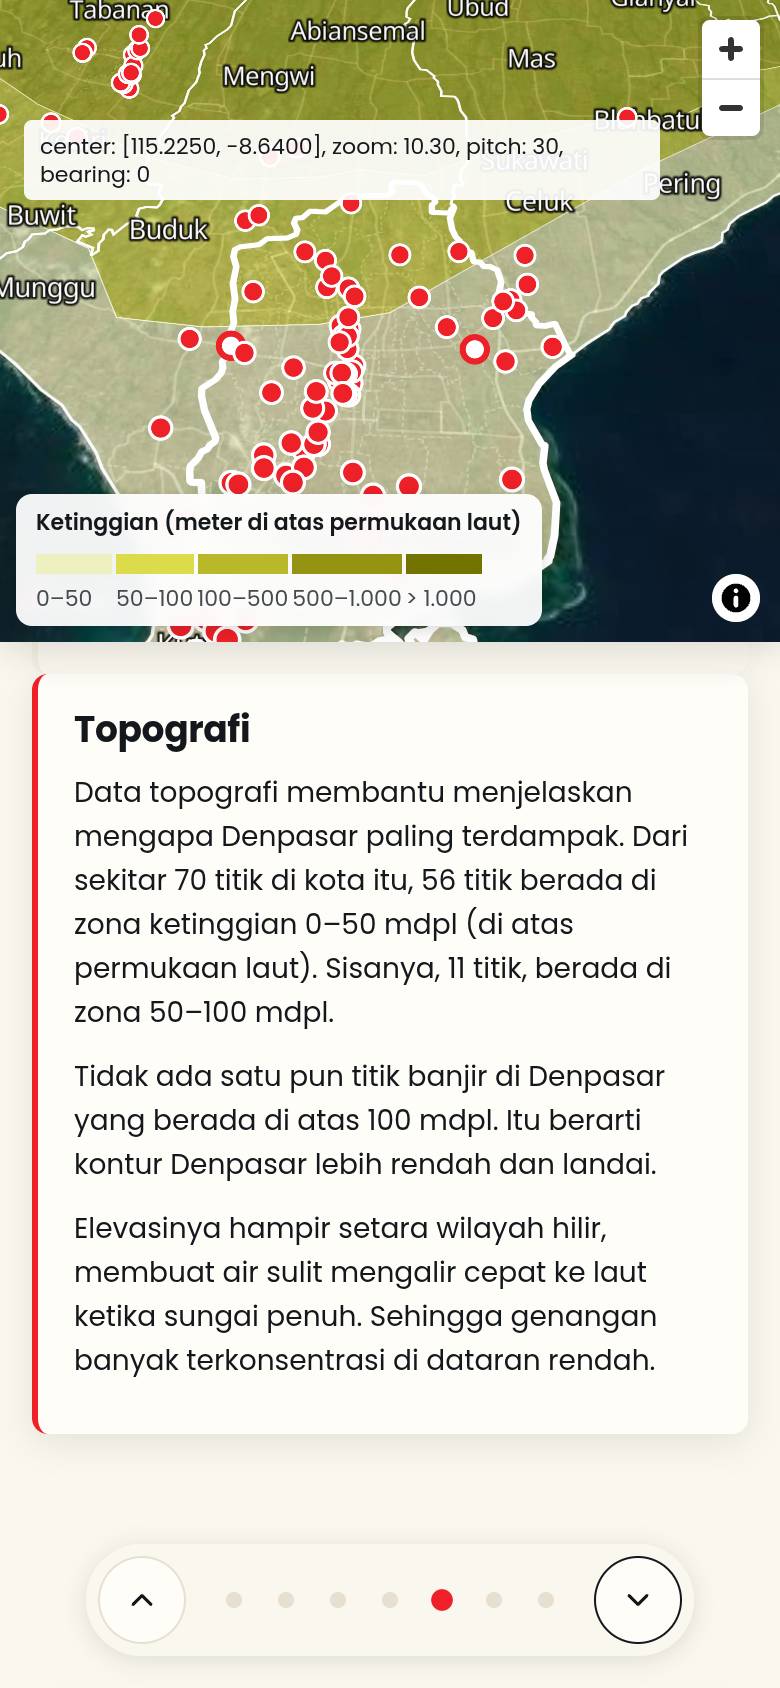 Tabanan
Ubud
Abiansemal
Mas
Mengwi
center: [115.2250, -8.6400], zoom: 10.30, pitch: 30,
bearing: 0
Sukawati
Pering
Celuk
Buwit
Buduk
Munggu
Ketinggian (meter di atas permukaan laut)
0–50 50–100 100–500 500–1.000 > 1.000
Topografi
Data topografi membantu menjelaskan
mengapa Denpasar paling terdampak. Dari
sekitar 70 titik di kota itu, 56 titik berada di
zona ketinggian 0–50 mdpl (di atas
permukaan laut). Sisanya, 11 titik, berada di
zona 50–100 mdpl.
Tidak ada satu pun titik banjir di Denpasar
yang berada di atas 100 mdpl. Itu berarti
kontur Denpasar lebih rendah dan landai.
Elevasinya hampir setara wilayah hilir,
membuat air sulit mengalir cepat ke laut
ketika sungai penuh. Sehingga genangan
banyak terkonsentrasi di dataran rendah.